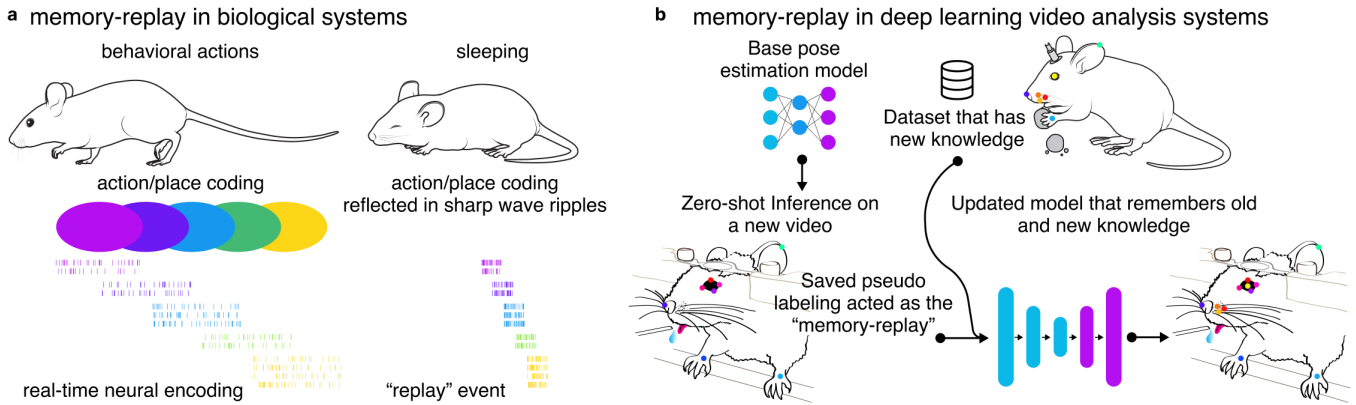 a memory-replay in biological systems
behavioral actions
sleeping
action/place coding
action/place coding
reflected in sharp wave ripples
real-time neural encoding
“replay” event
b memory-replay in deep learning video analysis systems
Base pose
estimation model
Dataset that has
new knowledge
Zero-shot Inference on
a new video
Updated model that remembers old
and new knowledge
Saved pseudo
labeling acted as the
“memory-replay”